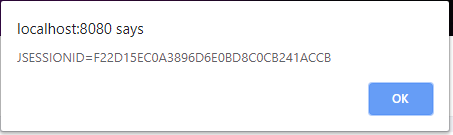 localhost:8080 says
JSESSIONID=F22D15EC0A3896D6E0BD8C0CB241ACCB
OK